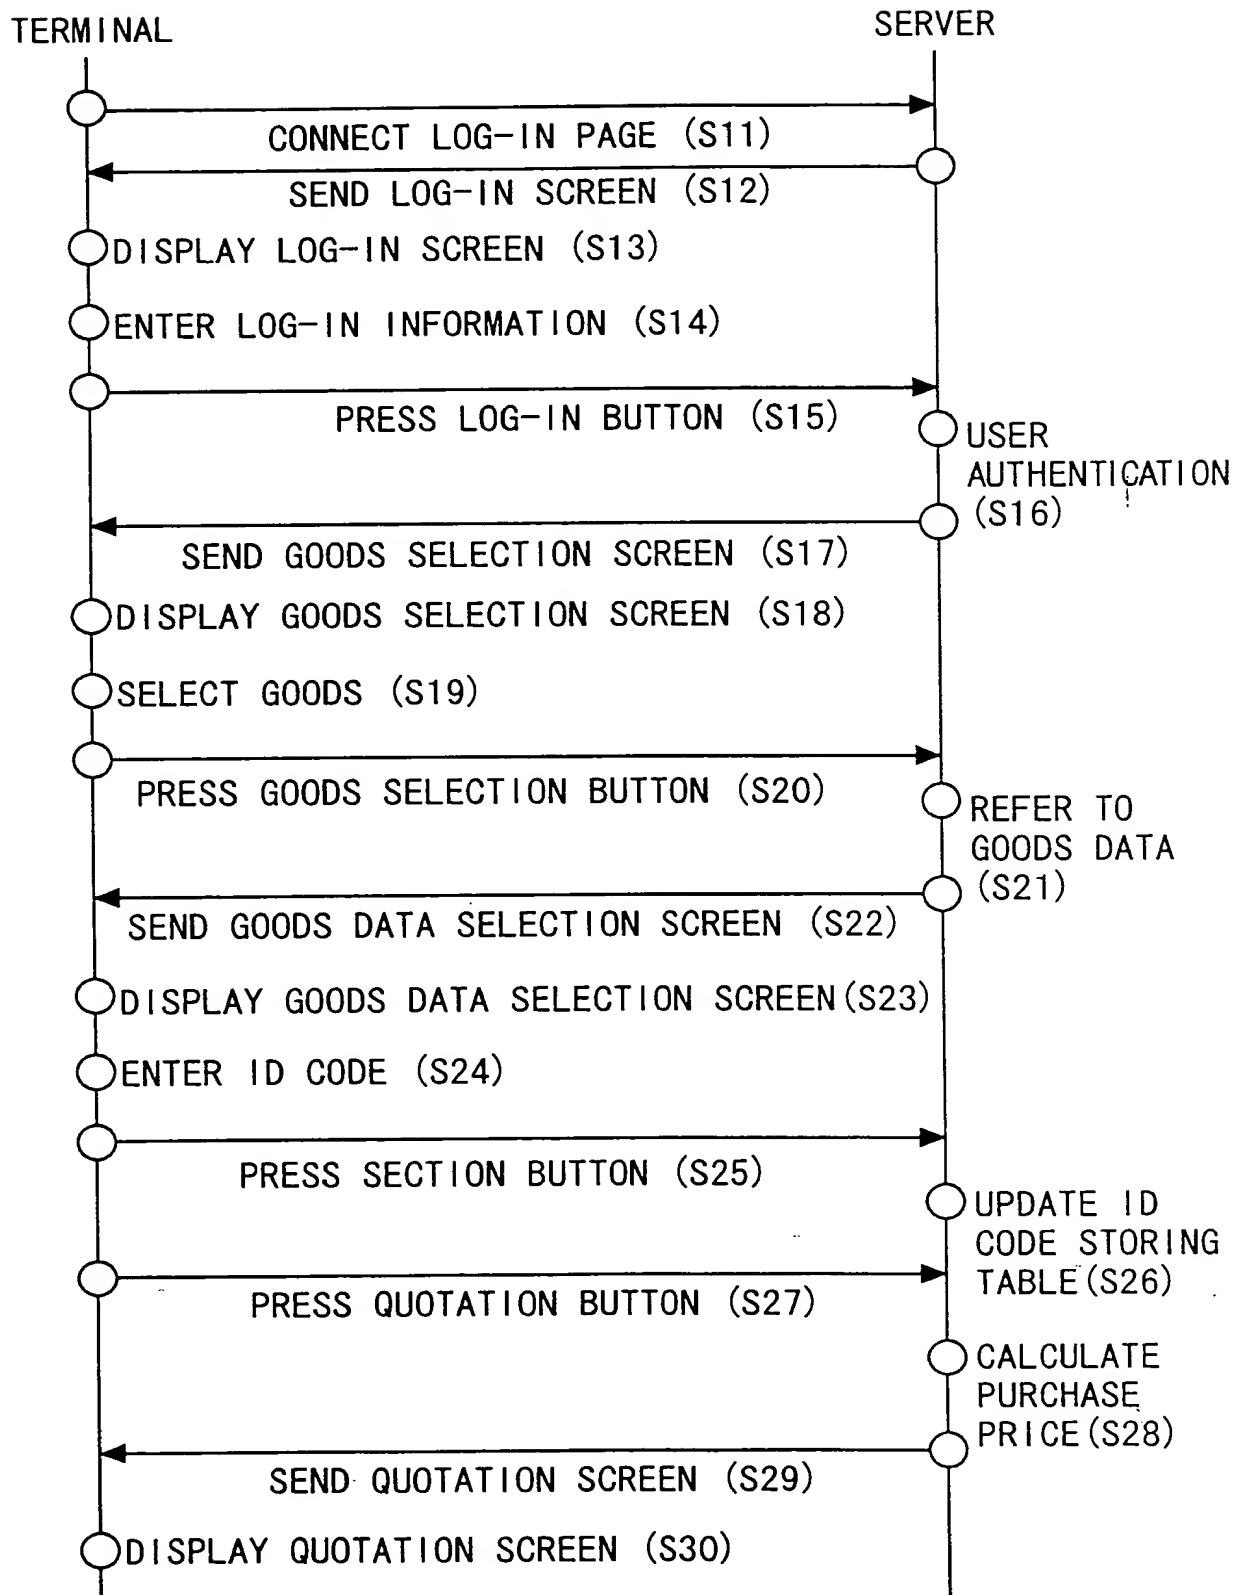 TERMINAL
SERVER
CONNECT LOG-IN PAGE (S11)
SEND LOG-IN SCREEN (S12)
DISPLAY LOG-IN SCREEN (S13)
ENTER LOG-IN INFORMATION (S14)
PRESS LOG-IN BUTTON (S15)
USER
AUTHENTICATION
(S16)
SEND GOODS SELECTION SCREEN (S17)
DISPLAY GOODS SELECTION SCREEN (S18)
SELECT GOODS (S19)
PRESS GOODS SELECTION BUTTON (S20)
REFER TO
GOODS DATA
(S21)
SEND GOODS DATA SELECTION SCREEN (S22)
DISPLAY GOODS DATA SELECTION SCREEN (S23)
ENTER ID CODE (S24)
PRESS SECTION BUTTON (S25)
UPDATE ID
CODE STORING
TABLE (S26)
PRESS QUOTATION BUTTON (S27)
CALCULATE
PURCHASE
PRICE (S28)
SEND QUOTATION SCREEN (S29)
DISPLAY QUOTATION SCREEN (S30)